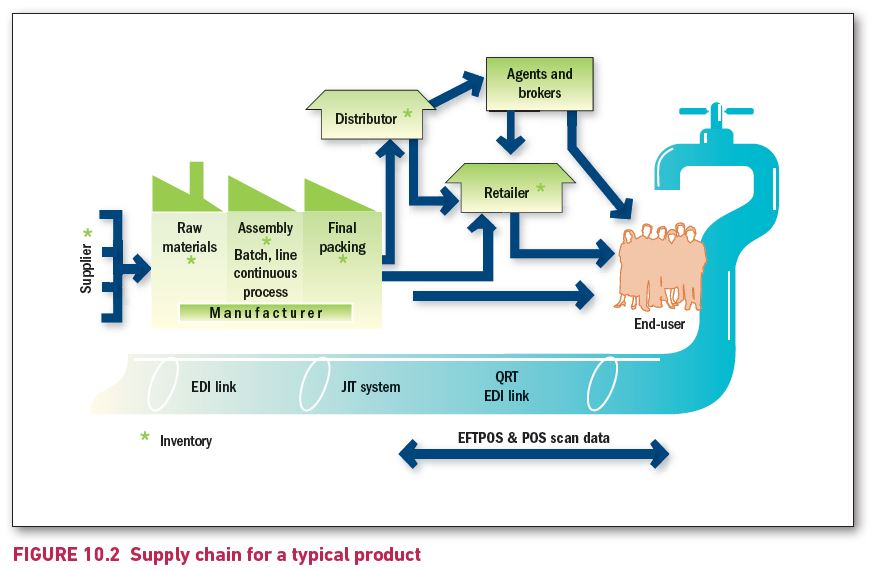 Agents and
brokers
Distributor *
Retailer *
Supplier *
Raw
materials
*
Assembly
*
Batch, line
continuous
process
Final
packing
*
Manufacturer
End-user
EDI link
JIT system
QRT
EDI link
* Inventory
EFTPOS & POS scan data
FIGURE 10.2 Supply chain for a typical product